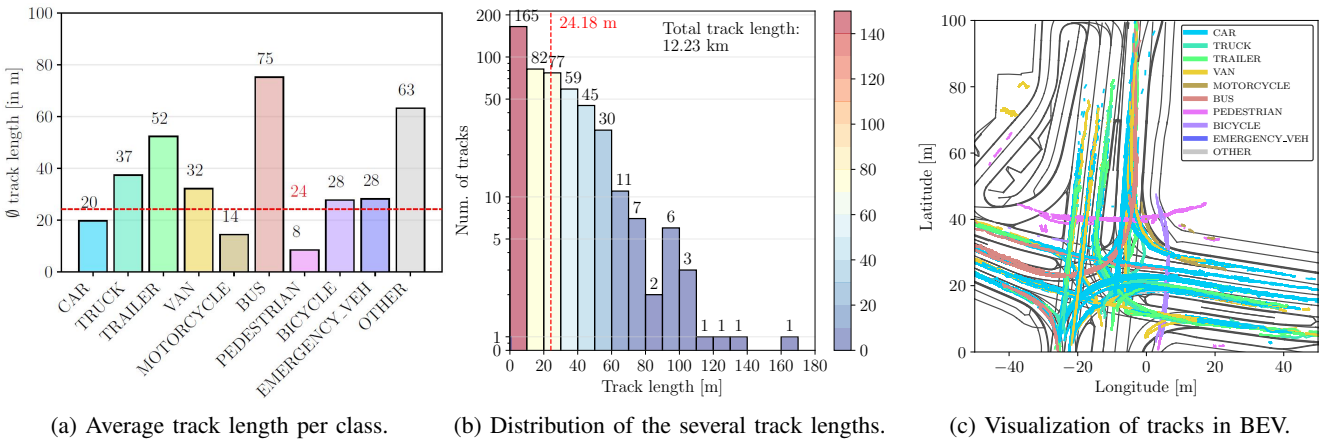 100
80
60
40
20
0
Ø track length [in m]
20
37
52
32
14
75
24
8
28
28
63
CAR
TRUCK
TRAILER
VAN
MOTORCYCLE
BUS
PEDESTRIAN
BICYCLE
EMERGENCY_VEH
OTHER
(a) Average track length per class.
200
100
50
10
5
1
0
Num. of tracks
24.18 m
Total track length:
12.23 km
165
82
77
59
45
30
11
7
2
6
3
1
1
1
1
0 20 40 60 80 100 120 140 160 180
Track length [m]
140
120
100
80
60
40
20
0
(b) Distribution of the several track lengths.
100
80
60
40
20
0
Latitude [m]
CAR
TRUCK
TRAILER
VAN
MOTORCYCLE
BUS
PEDESTRIAN
BICYCLE
EMERGENCY_VEH
OTHER
−40 −20 0 20 40
Longitude [m]
(c) Visualization of tracks in BEV.